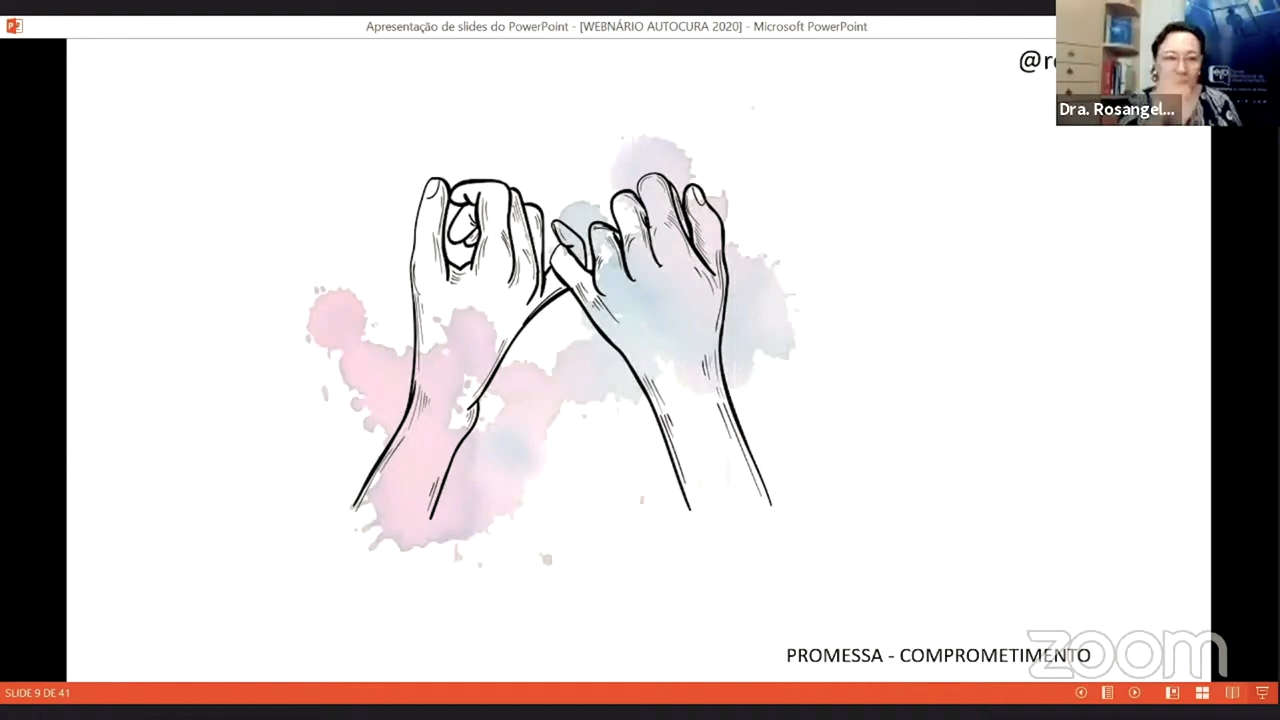 Apresentação de slides do PowerPoint - [WEBNÁRIO AUTOCURA 2020] - Microsoft PowerPoint
Dra. Rosangel...
PROMESSA - COMPROMETIMENTO
zoom
SLIDE 9 DE 41